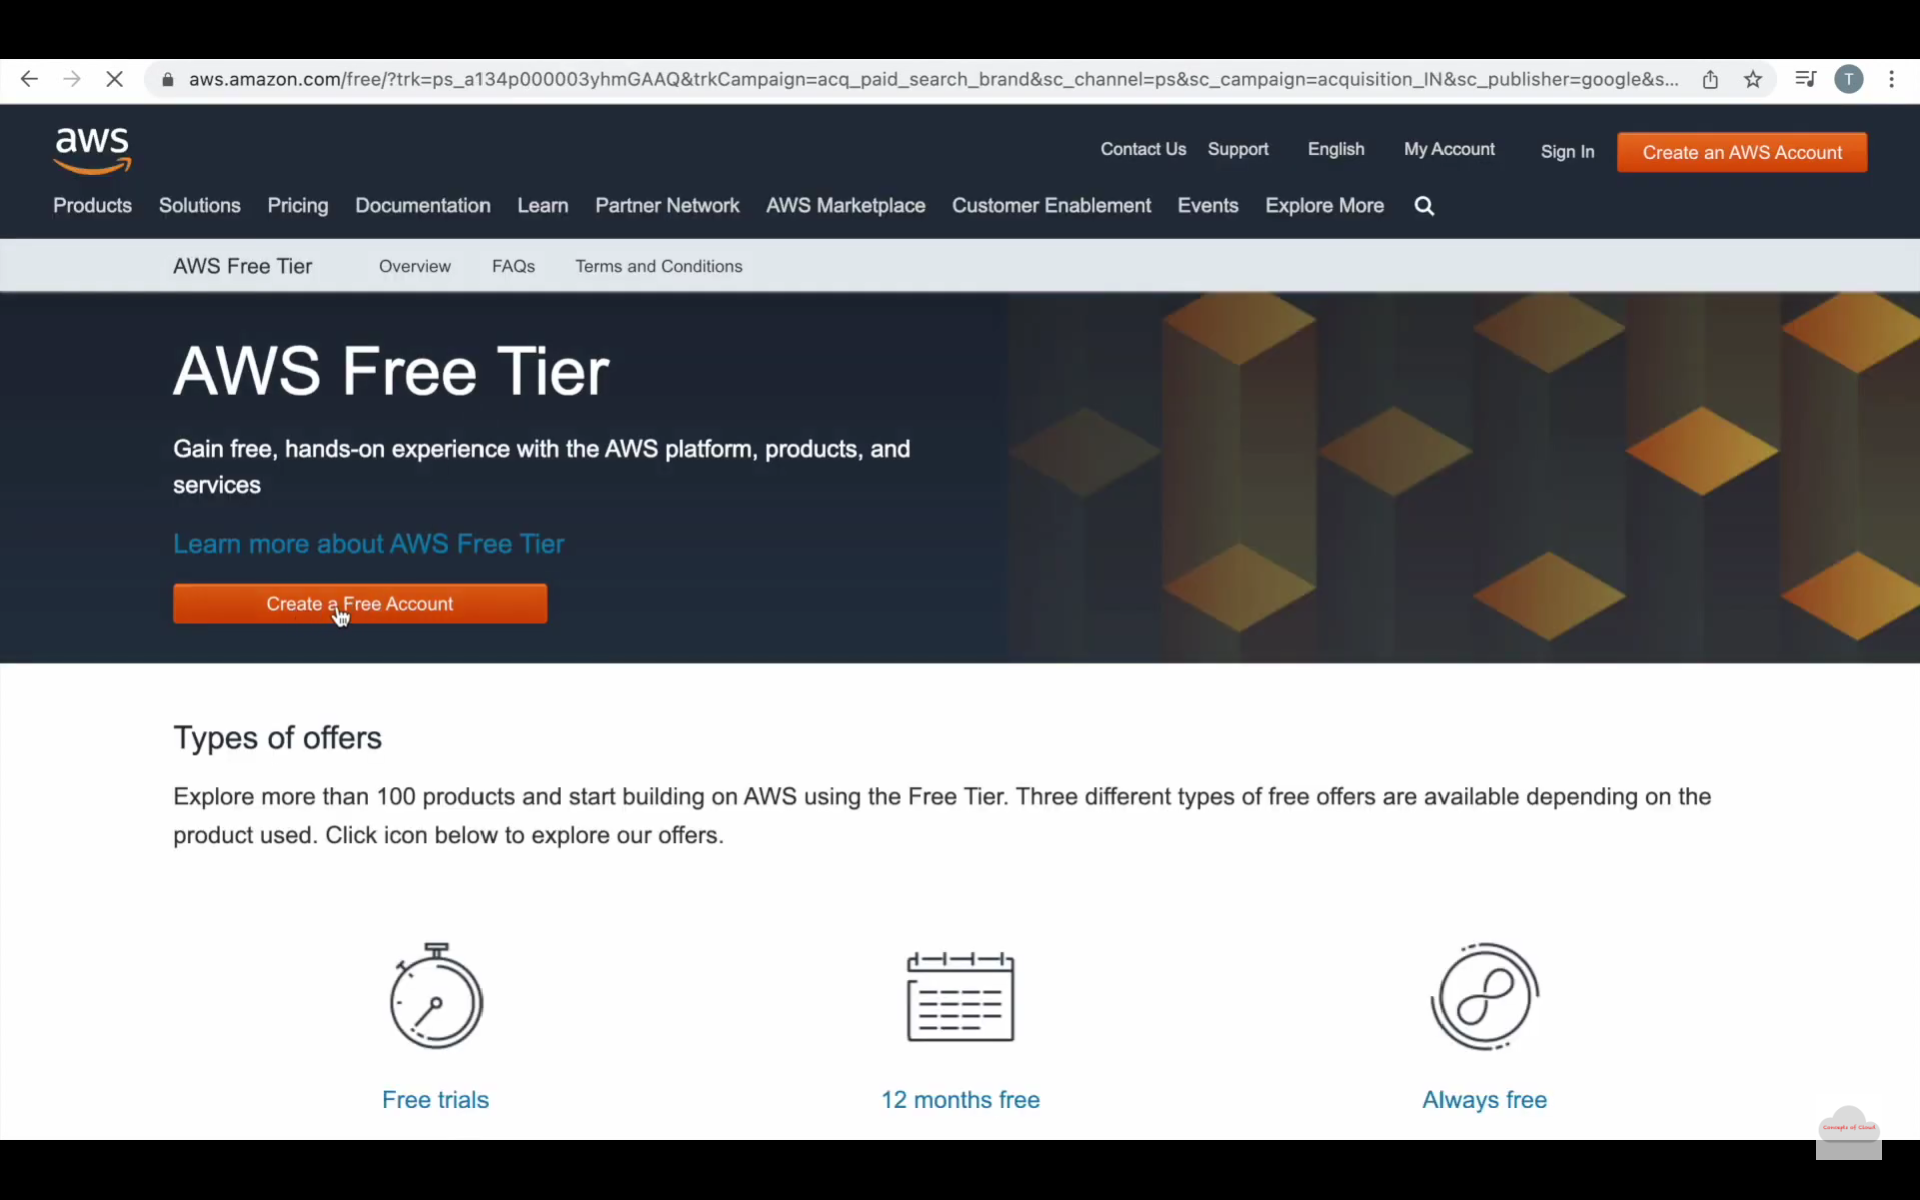 aws.amazon.com/free/?trk=ps_a134p000003yhmGAAQ&trkCampaign=acq_paid_search_brand&sc_channel=ps&sc_campaign=acquisition_IN&sc_publisher=google&s...
T
aws
Contact Us Support English My Account Sign In Create an AWS Account
Products Solutions Pricing Documentation Learn Partner Network AWS Marketplace Customer Enablement Events Explore More
AWS Free Tier Overview FAQs Terms and Conditions
AWS Free Tier
Gain free, hands-on experience with the AWS platform, products, and
services
Learn more about AWS Free Tier
Create a Free Account
Types of offers
Explore more than 100 products and start building on AWS using the Free Tier. Three different types of free offers are available depending on the
product used. Click icon below to explore our offers.
Free trials 12 months free Always free
Concepts of Cloud